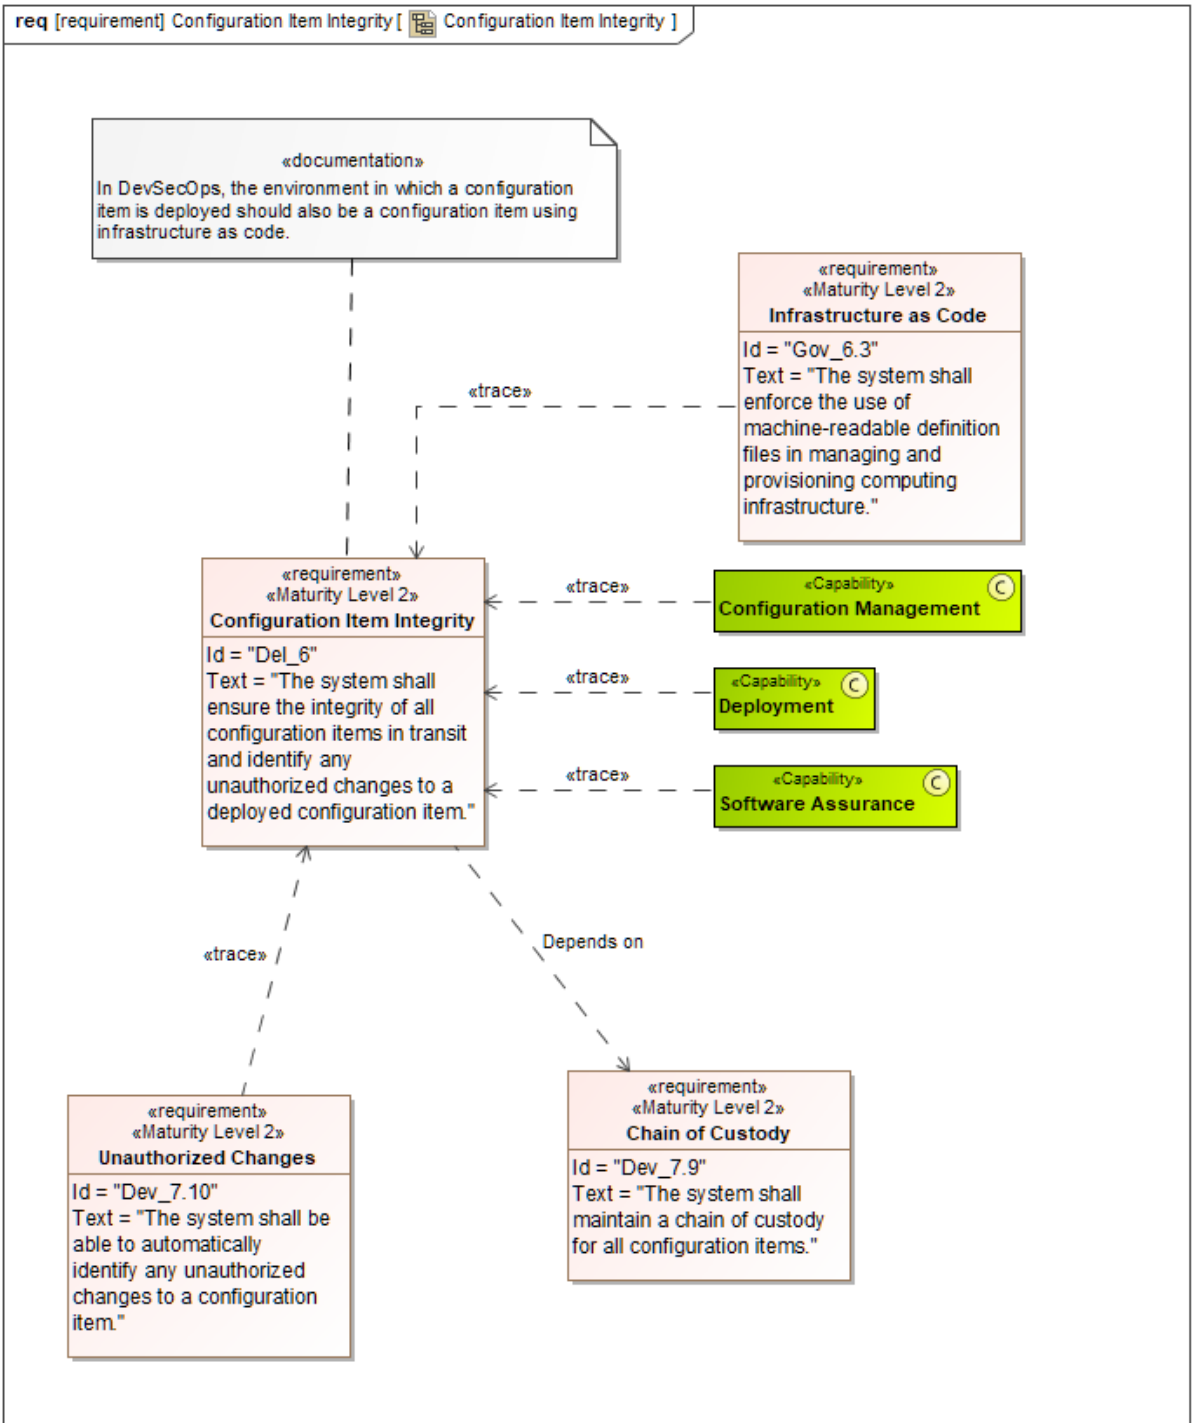 req [requirement] Configuration Item Integrity [ Configuration Item Integrity ]
«documentation»
In DevSecOps, the environment in which a configuration
item is deployed should also be a configuration item using
infrastructure as code.
«requirement»
«Maturity Level 2»
Infrastructure as Code
Id = "Gov_6.3"
Text = "The system shall
enforce the use of
machine-readable definition
files in managing and
provisioning computing
infrastructure."
«trace»
«requirement»
«Maturity Level 2»
Configuration Item Integrity
Id = "Del_6"
Text = "The system shall
ensure the integrity of all
configuration items in transit
and identify any
unauthorized changes to a
deployed configuration item."
«trace»
«Capability»
C
Configuration Management
«trace»
«Capability»
C
Deployment
«trace»
«Capability»
C
Software Assurance
«trace»
Depends on
«requirement»
«Maturity Level 2»
Unauthorized Changes
Id = "Dev_7.10"
Text = "The system shall be
able to automatically
identify any unauthorized
changes to a configuration
item."
«requirement»
«Maturity Level 2»
Chain of Custody
Id = "Dev_7.9"
Text = "The system shall
maintain a chain of custody
for all configuration items."